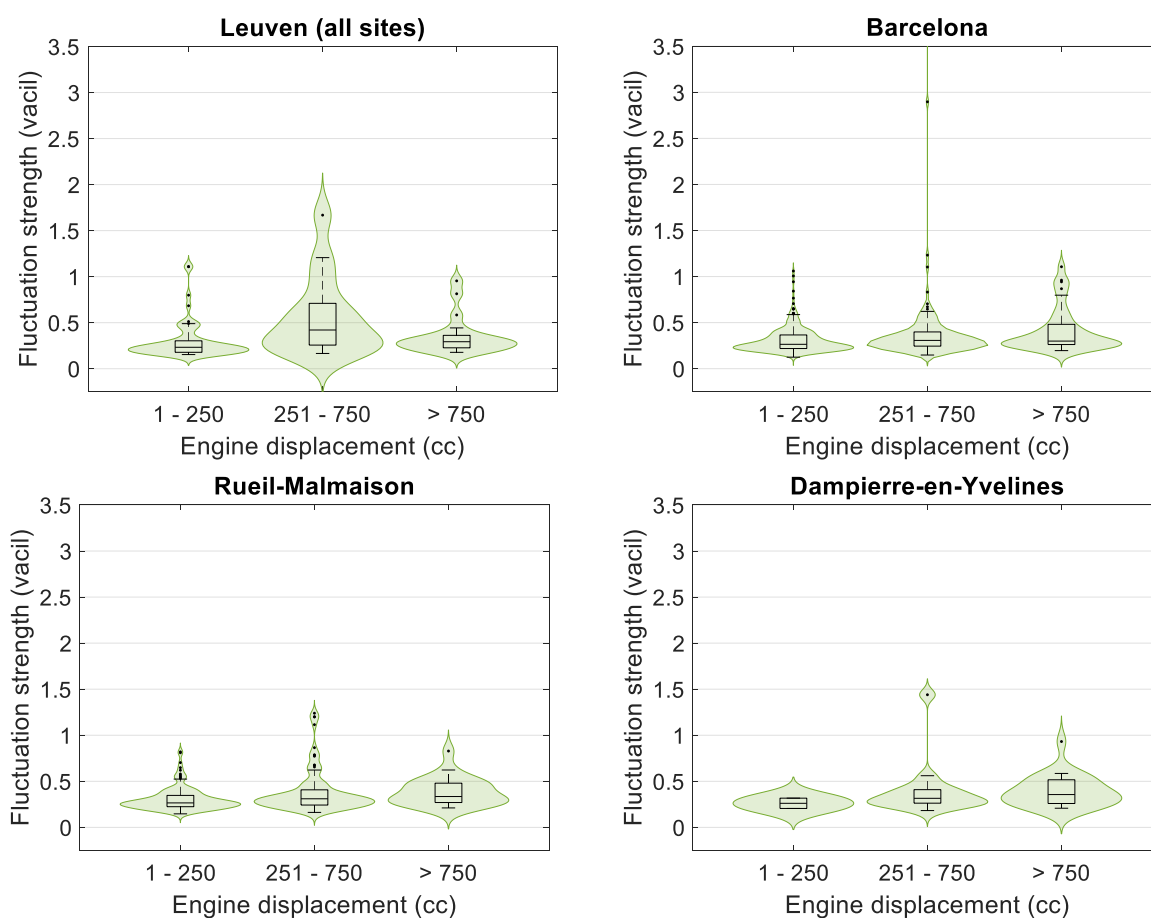 Leuven (all sites)
Fluctuation strength (vacil)
3.5
3
2.5
2
1.5
1
0.5
0
1 - 250
251 - 750
> 750
Engine displacement (cc)
Barcelona
Fluctuation strength (vacil)
3.5
3
2.5
2
1.5
1
0.5
0
1 - 250
251 - 750
> 750
Engine displacement (cc)
Rueil-Malmaison
Fluctuation strength (vacil)
3.5
3
2.5
2
1.5
1
0.5
0
1 - 250
251 - 750
> 750
Engine displacement (cc)
Dampierre-en-Yvelines
Fluctuation strength (vacil)
3.5
3
2.5
2
1.5
1
0.5
0
1 - 250
251 - 750
> 750
Engine displacement (cc)